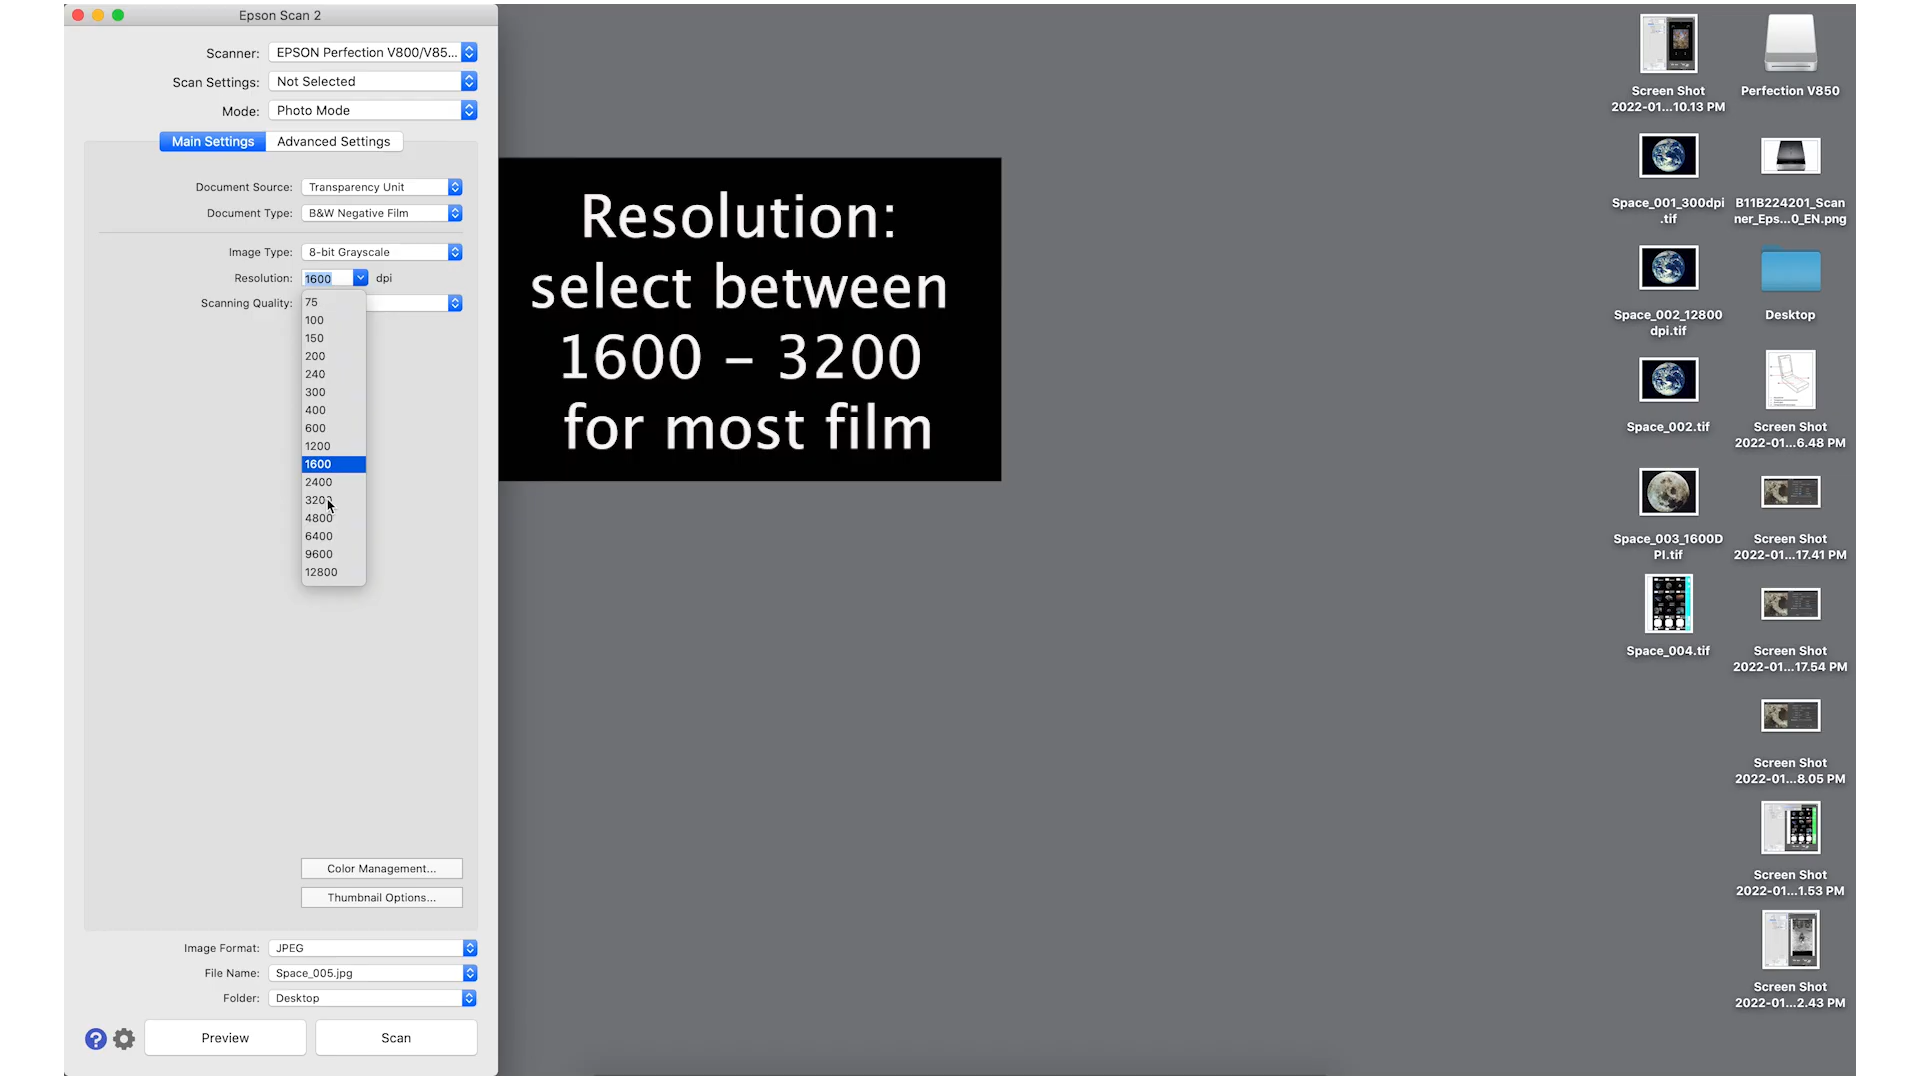 Epson Scan 2
Scanner: EPSON Perfection V800/V85...
Scan Settings: Not Selected
Mode: Photo Mode
Main Settings Advanced Settings
Document Source: Transparency Unit
Document Type: B&W Negative Film
Image Type: 8-bit Grayscale
Resolution: 1600 dpi
Scanning Quality:
75
100
150
200
240
300
400
600
1200
1600
2400
3200
4800
6400
9600
12800
Color Management...
Thumbnail Options...
Image Format: JPEG
File Name: Space_005.jpg
Folder: Desktop
? Preview Scan
Resolution:
select between
1600 – 3200
for most film
Screen Shot
2022-01...10.13 PM
Space_001_300dpi
.tif
Space_002_12800
dpi.tif
Space_002.tif
Space_003_1600D
PI.tif
Space_004.tif
Perfection V850
B11B224201_Scan
ner_Eps...0_EN.png
Desktop
Screen Shot
2022-01...6.48 PM
Screen Shot
2022-01...17.41 PM
Screen Shot
2022-01...17.54 PM
Screen Shot
2022-01...8.05 PM
Screen Shot
2022-01...1.53 PM
Screen Shot
2022-01...2.43 PM